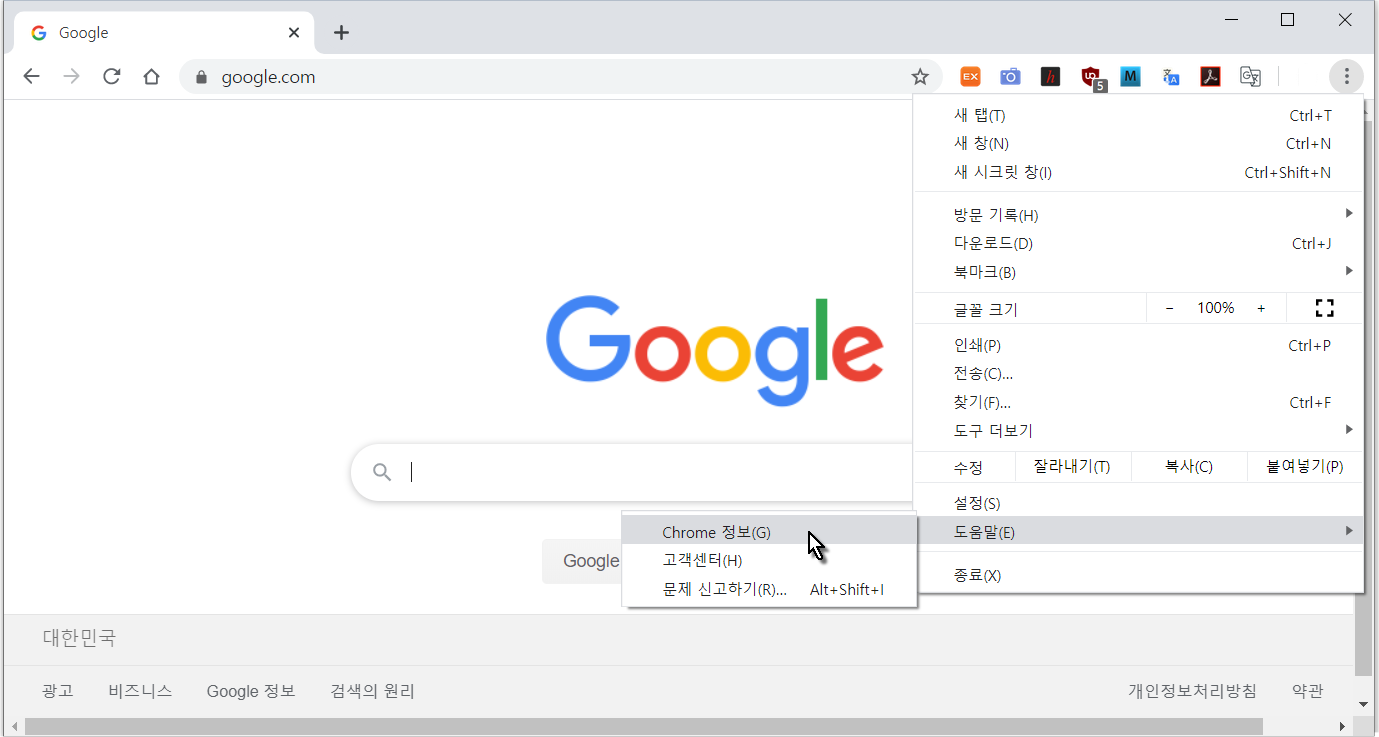 Google
google.com
EX
h
5
M
A
새 탭(T) Ctrl+T
새 창(N) Ctrl+N
새 시크릿 창(I) Ctrl+Shift+N
방문 기록(H)
다운로드(D) Ctrl+J
북마크(B)
글꼴 크기 - 100% +
인쇄(P) Ctrl+P
전송(C)...
찾기(F)... Ctrl+F
도구 더보기
수정 잘라내기(T) 복사(C) 붙여넣기(P)
설정(S)
도움말(E)
종료(X)
Google
Chrome 정보(G)
고객센터(H)
문제 신고하기(R)... Alt+Shift+I
Google
대한민국
광고 비즈니스 Google 정보 검색의 원리 개인정보처리방침 약관